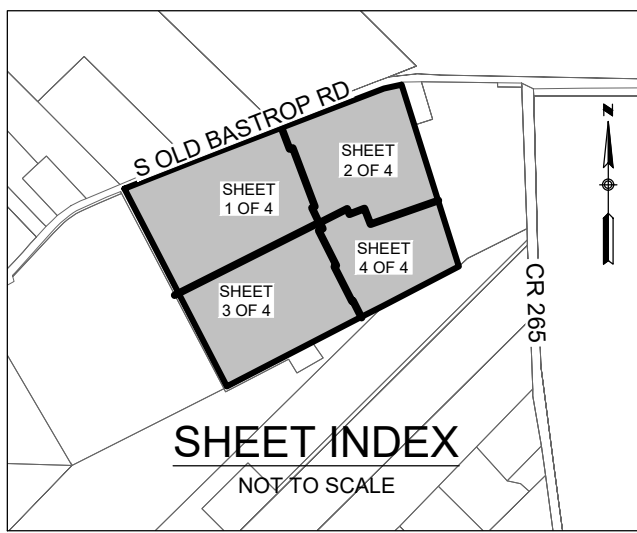 S OLD BASTROP RD
SHEET
1 OF 4
SHEET
2 OF 4
SHEET
3 OF 4
SHEET
4 OF 4
CR 265
N
SHEET INDEX
NOT TO SCALE